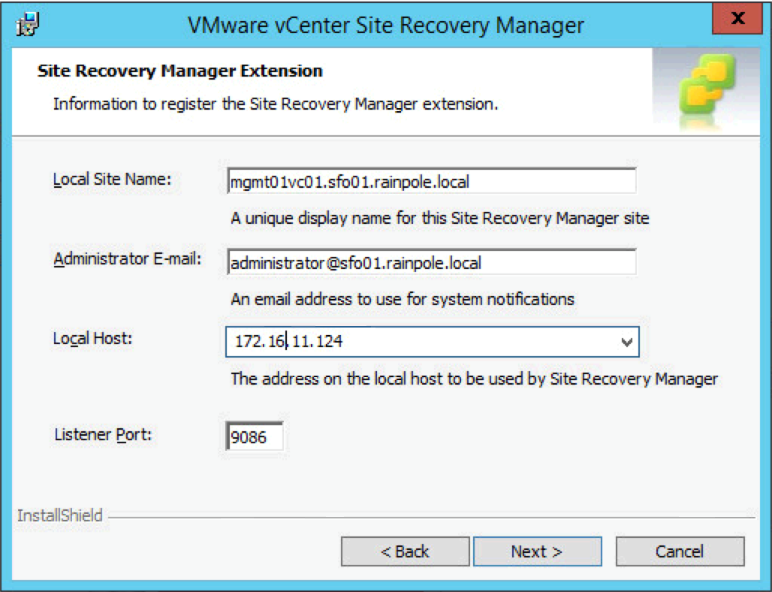 VMware vCenter Site Recovery Manager
x
Site Recovery Manager Extension
Information to register the Site Recovery Manager extension.
Local Site Name:
mgmt01vc01.sfo01.rainpole.local
A unique display name for this Site Recovery Manager site
Administrator E-mail:
administrator@sfo01.rainpole.local
An email address to use for system notifications
Local Host:
172.16.11.124
The address on the local host to be used by Site Recovery Manager
Listener Port:
9086
InstallShield
< Back Next > Cancel